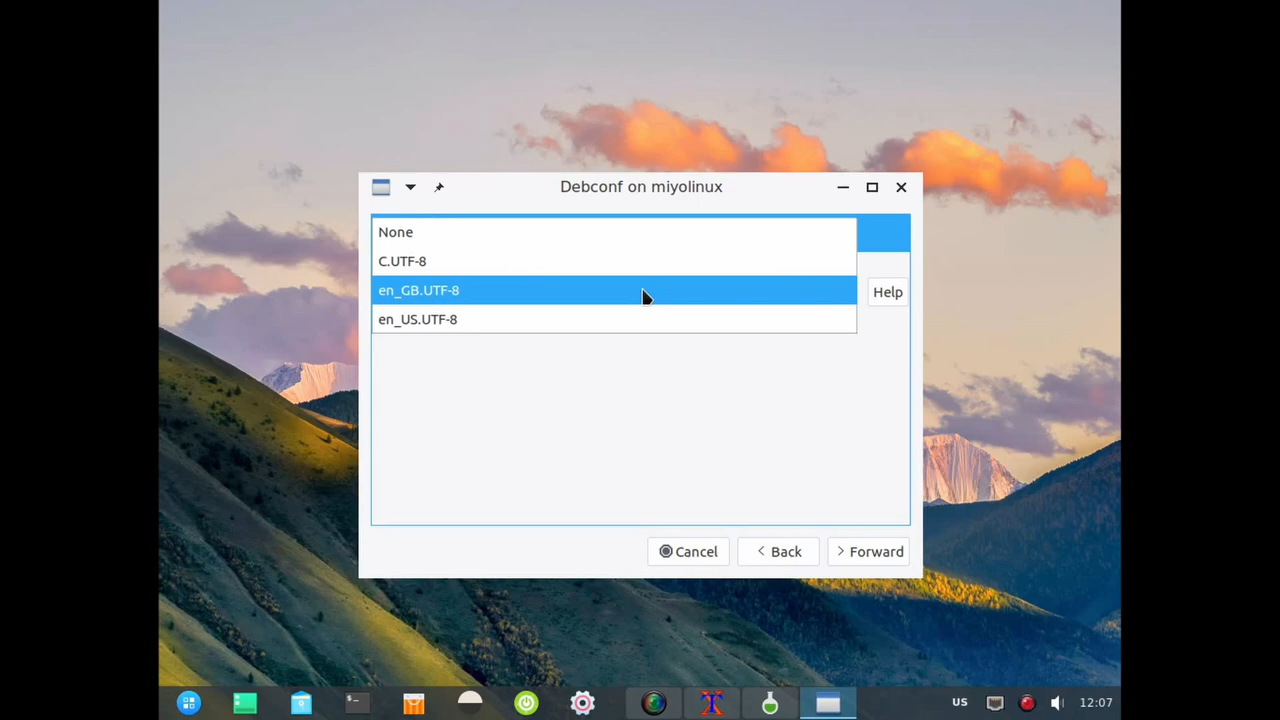 Debconf on miyolinux
None
C.UTF-8
en_GB.UTF-8
Help
en_US.UTF-8
Cancel
Back
Forward
US
12:07